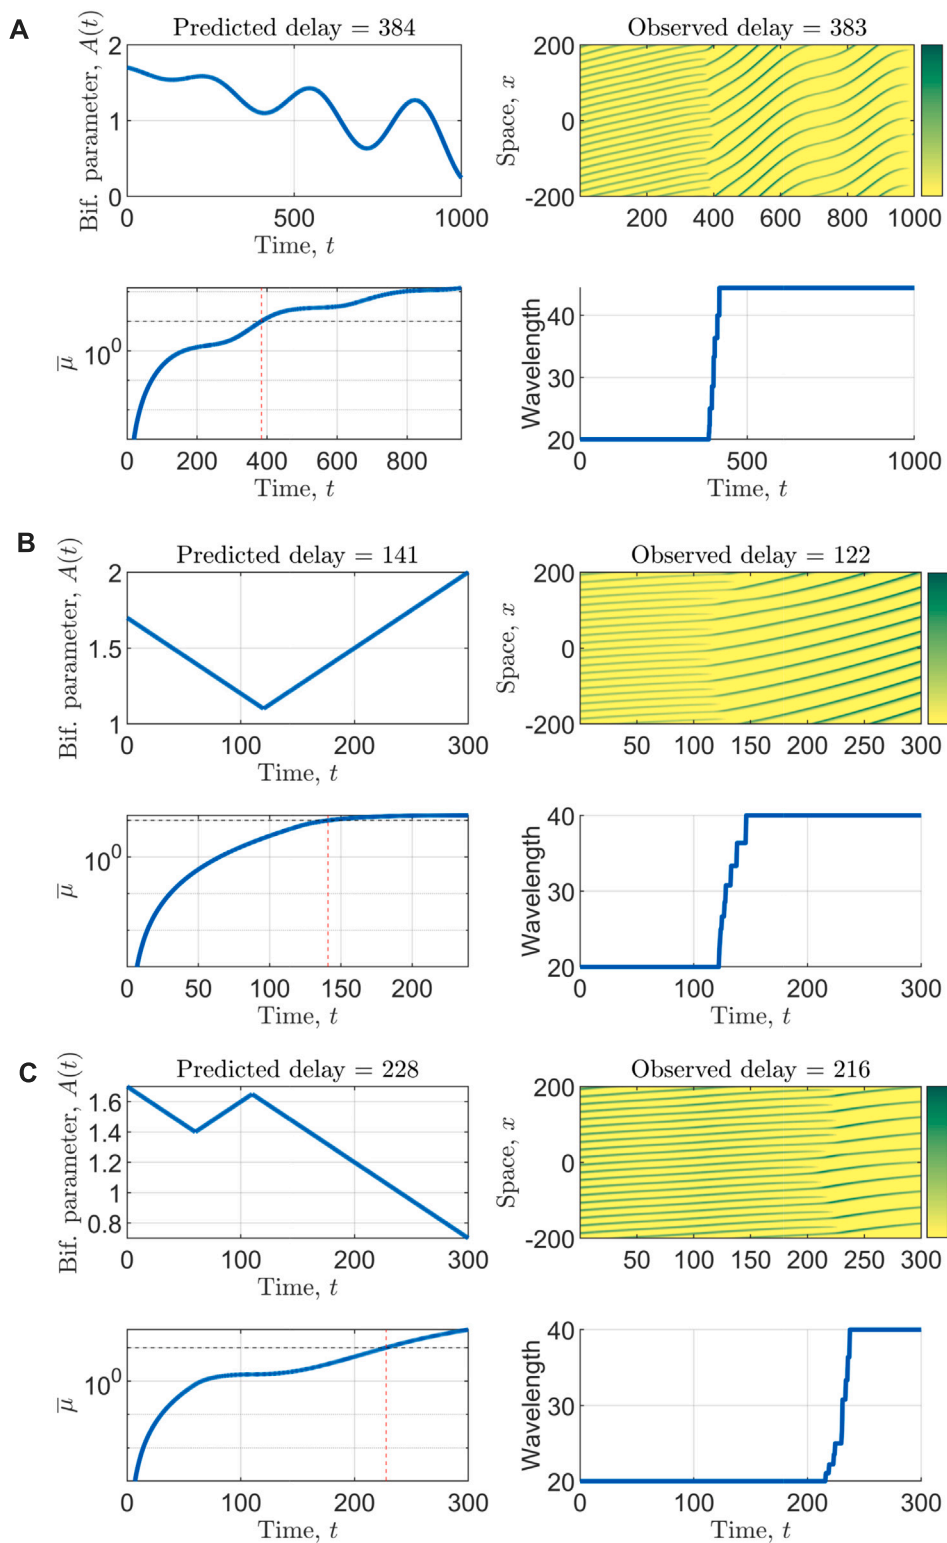 A
Predicted delay = 384
Bif. parameter, A(t)
2
1
0
0 500 1000
Time, t
Observed delay = 383
Space, x
200
0
-200
200 400 600 800 1000
μ̅
10⁰
0 200 400 600 800
Time, t
Wavelength
40
30
20
0 500 1000
Time, t
B
Predicted delay = 141
Bif. parameter, A(t)
2
1.5
1
0 100 200 300
Time, t
Observed delay = 122
Space, x
200
0
-200
50 100 150 200 250 300
μ̅
10⁰
0 50 100 150 200
Time, t
Wavelength
40
30
20
0 100 200 300
Time, t
C
Predicted delay = 228
Bif. parameter, A(t)
1.6
1.4
1.2
1
0.8
0 100 200 300
Time, t
Observed delay = 216
Space, x
200
0
-200
50 100 150 200 250 300
μ̅
10⁰
0 100 200 300
Time, t
Wavelength
40
30
20
0 100 200 300
Time, t